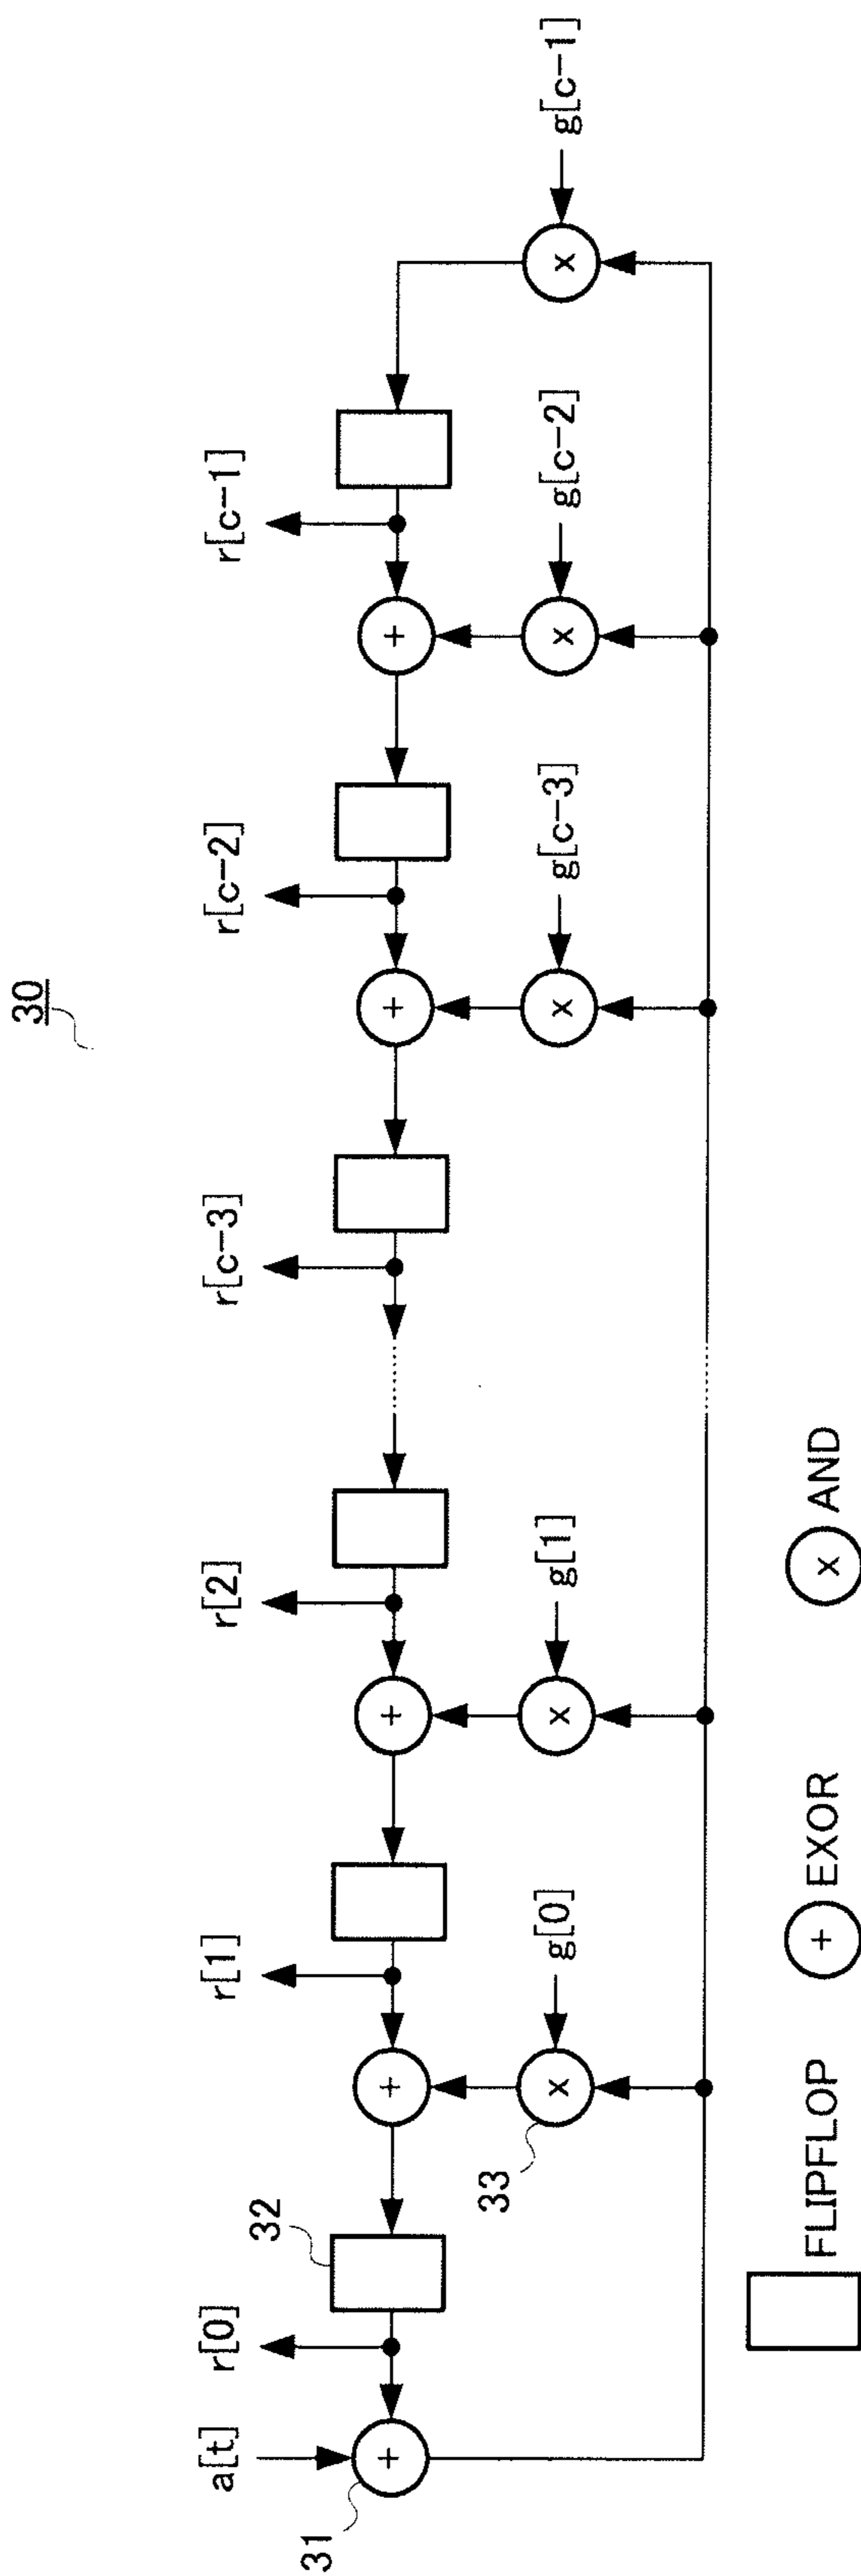 30
a[t]
r[0]
r[1]
r[2]
r[c-3]
r[c-2]
r[c-1]
31
+
32
+
+
+
+
33
x
g[0]
x
g[1]
x
g[c-3]
x
g[c-2]
x
g[c-1]
FLIPFLOP
+ EXOR
x AND